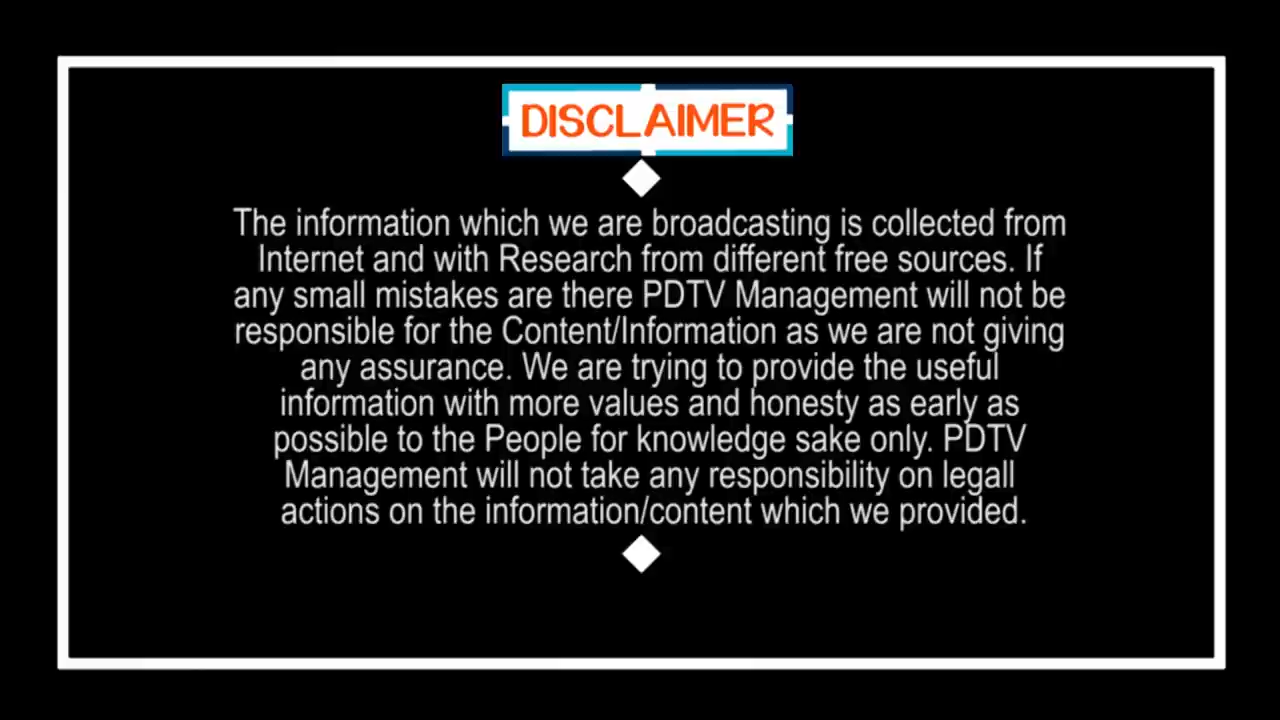 DISCLAIMER
The information which we are broadcasting is collected from
Internet and with Research from different free sources. If
any small mistakes are there PDTV Management will not be
responsible for the Content/Information as we are not giving
any assurance. We are trying to provide the useful
information with more values and honesty as early as
possible to the People for knowledge sake only. PDTV
Management will not take any responsibility on legall
actions on the information/content which we provided.